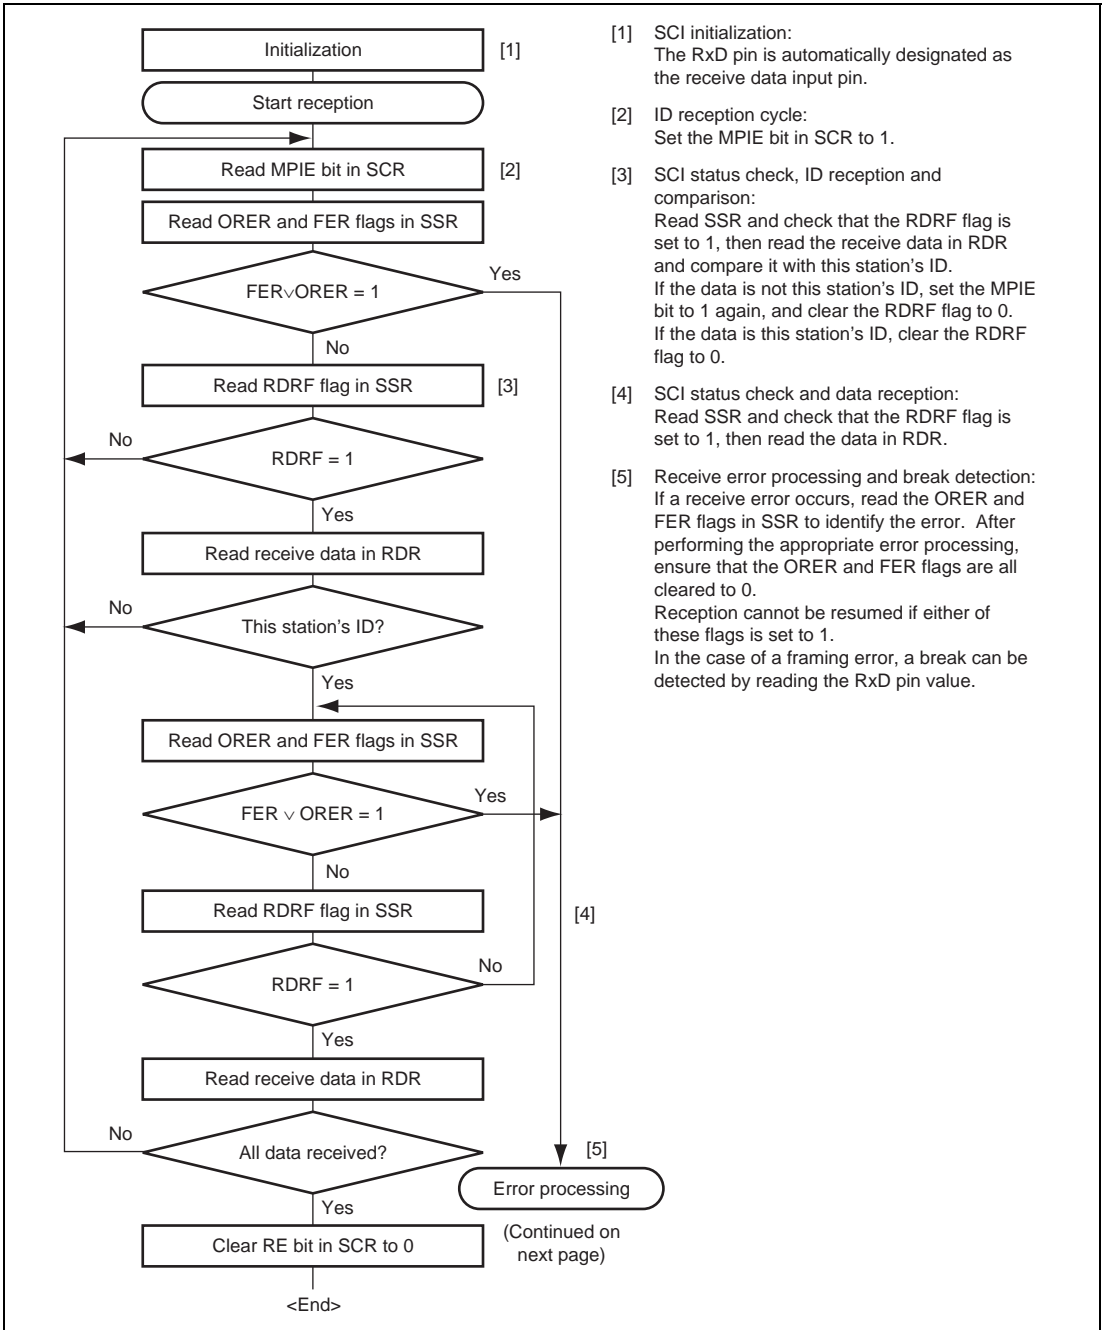 Initialization
[1]
Start reception
Read MPIE bit in SCR
[2]
Read ORER and FER flags in SSR
FER∨ORER = 1
Yes
No
Read RDRF flag in SSR
[3]
No
RDRF = 1
Yes
Read receive data in RDR
No
This station's ID?
Yes
Read ORER and FER flags in SSR
FER ∨ ORER = 1
Yes
No
Read RDRF flag in SSR
[4]
RDRF = 1
No
Yes
Read receive data in RDR
No
All data received?
[5]
Error processing
Yes
(Continued on
next page)
Clear RE bit in SCR to 0
<End>
[1] SCI initialization:
The RxD pin is automatically designated as
the receive data input pin.
[2] ID reception cycle:
Set the MPIE bit in SCR to 1.
[3] SCI status check, ID reception and
comparison:
Read SSR and check that the RDRF flag is
set to 1, then read the receive data in RDR
and compare it with this station's ID.
If the data is not this station's ID, set the MPIE
bit to 1 again, and clear the RDRF flag to 0.
If the data is this station's ID, clear the RDRF
flag to 0.
[4] SCI status check and data reception:
Read SSR and check that the RDRF flag is
set to 1, then read the data in RDR.
[5] Receive error processing and break detection:
If a receive error occurs, read the ORER and
FER flags in SSR to identify the error. After
performing the appropriate error processing,
ensure that the ORER and FER flags are all
cleared to 0.
Reception cannot be resumed if either of
these flags is set to 1.
In the case of a framing error, a break can be
detected by reading the RxD pin value.